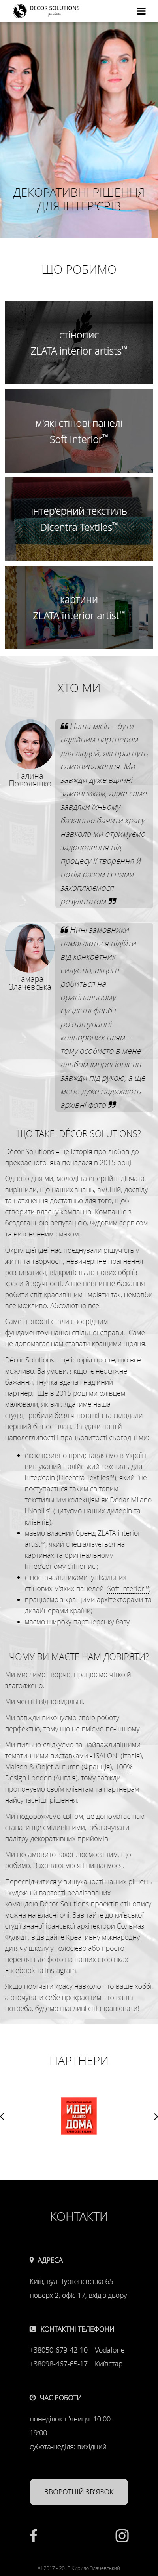 DECOR SOLUTIONS
ДЕКОРАТИВНІ РІШЕННЯ
ДЛЯ ІНТЕР'ЄРІВ
ЩО РОБИМО
стінопис
ZLATA interior artists™
м'які стінові панелі
Soft Interior™
інтер'єрний текстиль
Dicentra Textiles™
картини
ZLATA interior artist™
ХТО МИ
Галина
Поволяшко
Наша місія – бути
надійним партнером
для людей, які прагнуть
самовираження. Ми
завжди дуже вдячні
замовникам, адже саме
завдяки їхньому
бажанню бачити красу
навколо ми отримуємо
задоволення від
процесу її творення й
потім разом із ними
захоплюємося
результатом
Тамара
Злачевська
Нині замовники
намагаються відійти
від конкретних
силуетів, акцент
робиться на
оригінальному
сусідстві фарб і
розташуванні
кольорових плям –
тому особисто в мене
альбом імпресіоністів
завжди під рукою, а ще
мене дуже надихають
архівні фото
ЩО ТАКЕ DÉCOR SOLUTIONS?
Décor Solutions – це історія про любов до
прекрасного, яка почалася в 2015 році.
Одного дня ми, молоді та енергійні дівчата,
вирішили, що наших знань, амбіцій, досвіду
та натхнення достатньо для того, щоб
створити власну компанію. Компанію з
бездоганною репутацією, чудовим сервісом
та витонченим смаком.
Окрім цієї ідеї нас поєднували рішучість у
житті та творчості, невичерпне прагнення
розвиватися, відкритість до нових обріїв
краси й зручності. А ще невпинне бажання
робити світ красивішим і мріяти так, немовби
все можливо. Абсолютно все.
Саме ці якості стали своєрідним
фундаментом нашої спільної справи. Саме
це допомагає нам ставати кращими щодня.
Décor Solutions – це історія про те, що все
можливо. За умови, якщо є неабияке
бажання, гнучка вдача і надійний
партнер. Ще в 2015 році ми олівцем
малювали, як виглядатиме наша
студія, робили безліч нотатків та складали
перший бізнес-план. Завдяки нашій
наполегливості і працьовитості сьогодні ми:
ексклюзивно представляємо в Україні
вишуканий італійський текстиль для
інтер'єрів (Dicentra Textiles™), який "не
поступається таким світовим
текстильним колекціям як Dedar Milano
і Nobilis" (цитуємо наших дилерів та
клієнтів);
маємо власний бренд ZLATA interior
artist™, який спеціалізується на
картинах та оригінальному
інтер'єрному стінописі;
є постачальниками унікальних
стінових м'яких панелей Soft Interior™;
працюємо з кращими архітекторами та
дизайнерами країни;
маємо широку партнерську базу.
ЧОМУ ВИ МАЄТЕ НАМ ДОВІРЯТИ?
Ми мислимо творчо, працюємо чітко й
злагоджено.
Ми чесні і відповідальні.
Ми завжди виконуємо свою роботу
перфектно, тому що не вміємо по-іншому.
Ми пильно слідкуємо за найважливішими
тематичними виставками - ISALONI (Італія),
Maison & Objet Autumn (Франція), 100%
Design London (Англія), тому завжди
пропонуємо своїм клієнтам та партнерам
найсучасніші рішення.
Ми подорожуємо світом, це допомагає нам
ставати ще сміливішими, збагачувати
палітру декоративних прийомів.
Ми несамовито захоплюємося тим, що
робимо. Захоплюємося і пишаємося.
Пересвідчитися у вишуканості наших рішень
і художній вартості реалізованих
командою Décor Solutions проектів стінопису
можна на власні очі. Завітайте до київської
студії знаної іранської архітектори Сольмаз
Фуляді , відвідайте Креативну міжнародну
дитячу школу у Голосієво або просто
перегляньте фото на наших сторінках
Facebook та Instagram.
Якщо помічати красу навколо - то ваше хоббі,
а оточувати себе прекрасним - то ваша
потреба, будемо щасливі співпрацювати!
ПАРТНЕРИ
ИДЕИ
ВАШЕГО
ДОМА
КОНТАКТИ
АДРЕСА
Київ, вул. Тургенєвська 65
поверх 2, офіс 17, вхід з двору
КОНТАКТНІ ТЕЛЕФОНИ
+38050-679-42-10 Vodafone
+38098-467-65-17 Київстар
ЧАС РОБОТИ
понеділок-п'яниця: 10:00-
19:00
субота-неділя: вихідний
ЗВОРОТНІЙ ЗВ'ЯЗОК
© 2017 - 2018 Кирило Злачевський